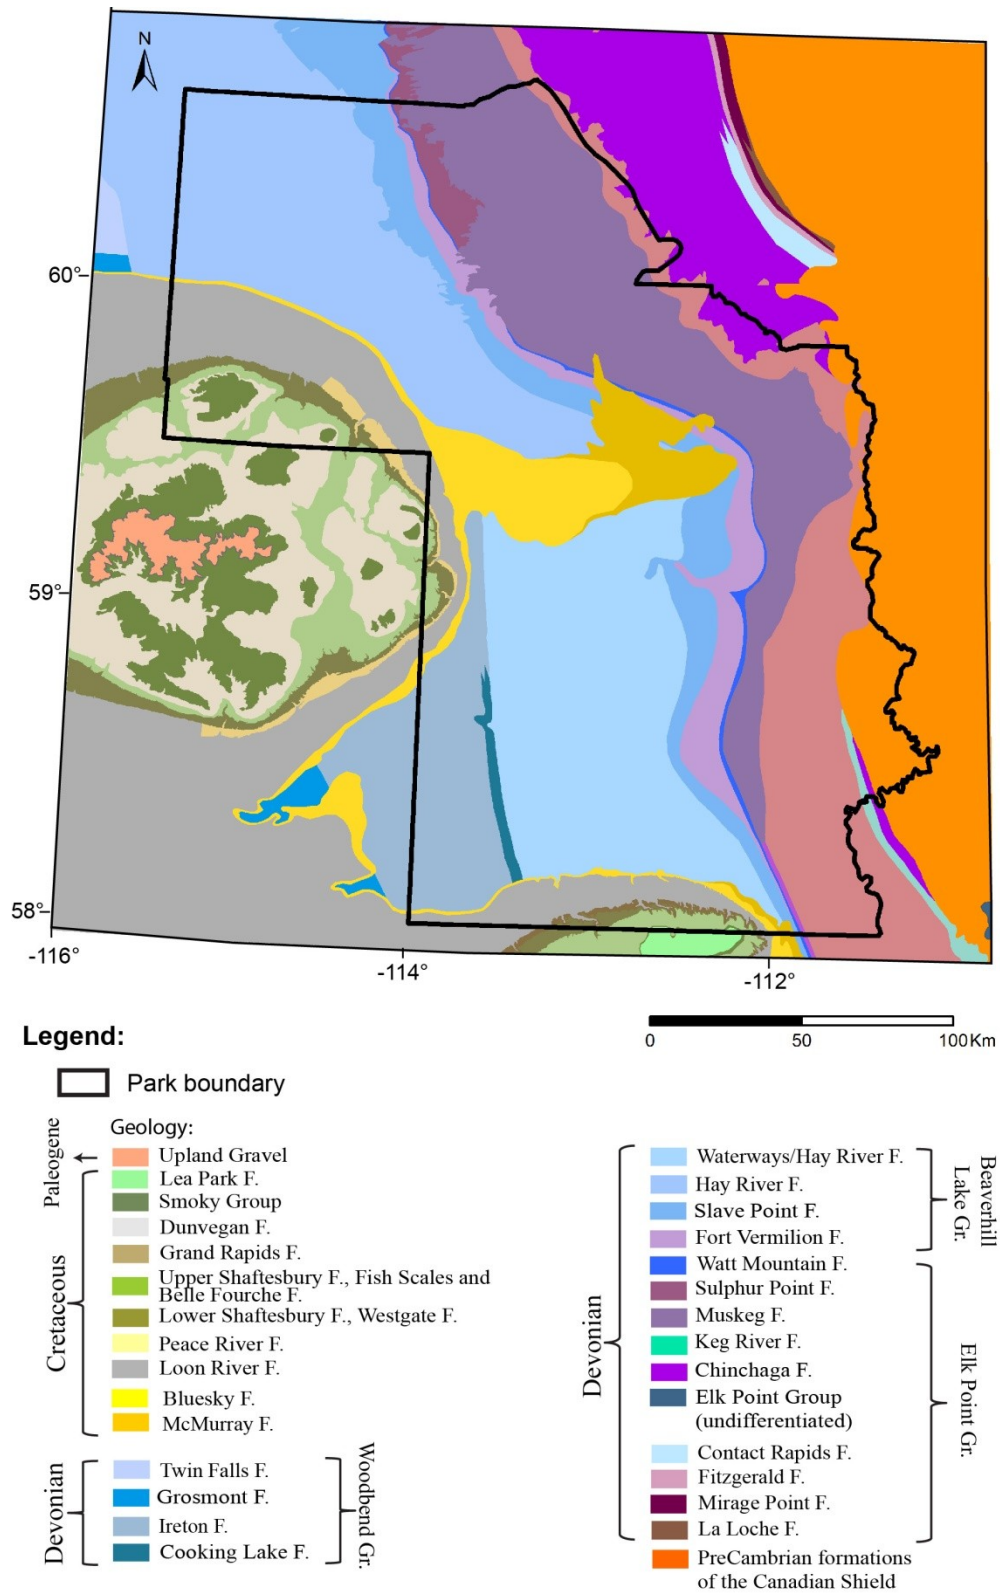 N
60°
59°
58°
-116°
-114°
-112°
Legend:
0 50 100Km
Park boundary
Geology:
Paleogene
Upland Gravel
Cretaceous
Lea Park F.
Smoky Group
Dunvegan F.
Grand Rapids F.
Upper Shaftesbury F., Fish Scales and
Belle Fourche F.
Lower Shaftesbury F., Westgate F.
Peace River F.
Loon River F.
Bluesky F.
McMurray F.
Devonian
Twin Falls F.
Grosmont F.
Ireton F.
Cooking Lake F.
Woodbend Gr.
Devonian
Waterways/Hay River F.
Hay River F.
Slave Point F.
Fort Vermilion F.
Beaverhill
Lake Gr.
Watt Mountain F.
Sulphur Point F.
Muskeg F.
Keg River F.
Chinchaga F.
Elk Point Group
(undifferentiated)
Contact Rapids F.
Fitzgerald F.
Mirage Point F.
La Loche F.
Elk Point Gr.
PreCambrian formations
of the Canadian Shield